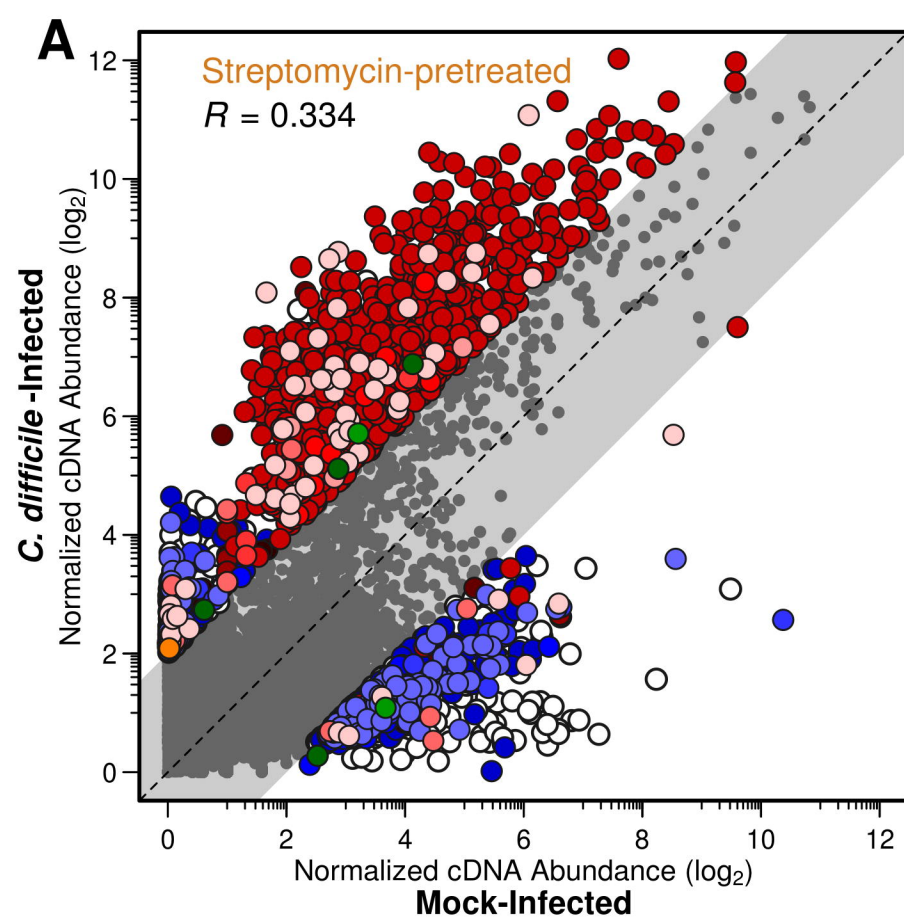 A
Streptomycin-pretreated
R = 0.334
C. difficile-Infected
Normalized cDNA Abundance (log₂)
12
10
8
6
4
2
0
0 2 4 6 8 10 12
Normalized cDNA Abundance (log₂)
Mock-Infected